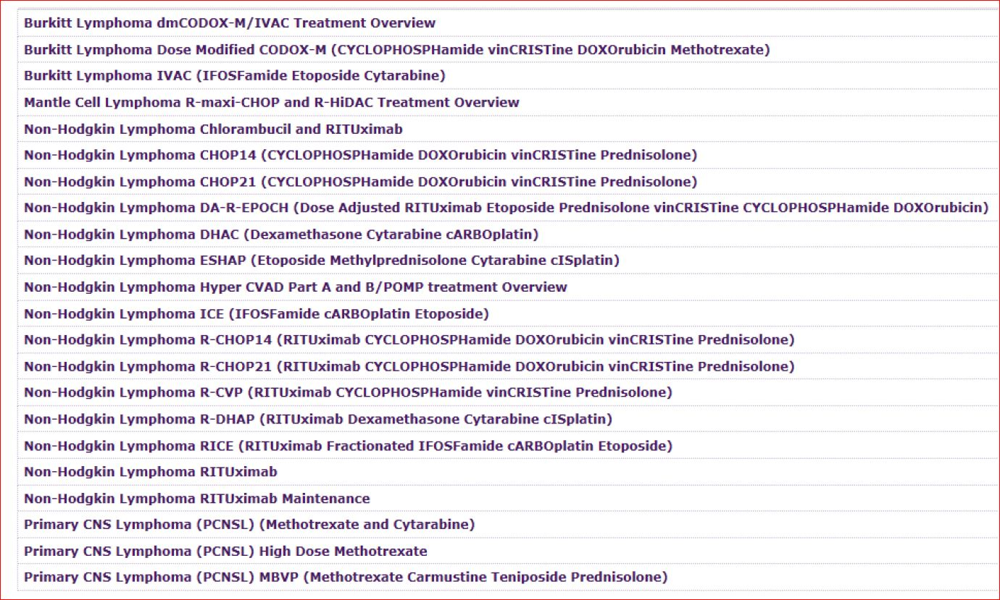 Burkitt Lymphoma dmCODOX-M/IVAC Treatment Overview
Burkitt Lymphoma Dose Modified CODOX-M (CYCLOPHOSPHamide vinCRISTine DOXOrubicin Methotrexate)
Burkitt Lymphoma IVAC (IFOSFamide Etoposide Cytarabine)
Mantle Cell Lymphoma R-maxi-CHOP and R-HiDAC Treatment Overview
Non-Hodgkin Lymphoma Chlorambucil and RITUximab
Non-Hodgkin Lymphoma CHOP14 (CYCLOPHOSPHamide DOXOrubicin vinCRISTine Prednisolone)
Non-Hodgkin Lymphoma CHOP21 (CYCLOPHOSPHamide DOXOrubicin vinCRISTine Prednisolone)
Non-Hodgkin Lymphoma DA-R-EPOCH (Dose Adjusted RITUximab Etoposide Prednisolone vinCRISTine CYCLOPHOSPHamide DOXOrubicin)
Non-Hodgkin Lymphoma DHAC (Dexamethasone Cytarabine cARBOplatin)
Non-Hodgkin Lymphoma ESHAP (Etoposide Methylprednisolone Cytarabine cISplatin)
Non-Hodgkin Lymphoma Hyper CVAD Part A and B/POMP treatment Overview
Non-Hodgkin Lymphoma ICE (IFOSFamide cARBOplatin Etoposide)
Non-Hodgkin Lymphoma R-CHOP14 (RITUximab CYCLOPHOSPHamide DOXOrubicin vinCRISTine Prednisolone)
Non-Hodgkin Lymphoma R-CHOP21 (RITUximab CYCLOPHOSPHamide DOXOrubicin vinCRISTine Prednisolone)
Non-Hodgkin Lymphoma R-CVP (RITUximab CYCLOPHOSPHamide vinCRISTine Prednisolone)
Non-Hodgkin Lymphoma R-DHAP (RITUximab Dexamethasone Cytarabine cISplatin)
Non-Hodgkin Lymphoma RICE (RITUximab Fractionated IFOSFamide cARBOplatin Etoposide)
Non-Hodgkin Lymphoma RITUximab
Non-Hodgkin Lymphoma RITUximab Maintenance
Primary CNS Lymphoma (PCNSL) (Methotrexate and Cytarabine)
Primary CNS Lymphoma (PCNSL) High Dose Methotrexate
Primary CNS Lymphoma (PCNSL) MBVP (Methotrexate Carmustine Teniposide Prednisolone)